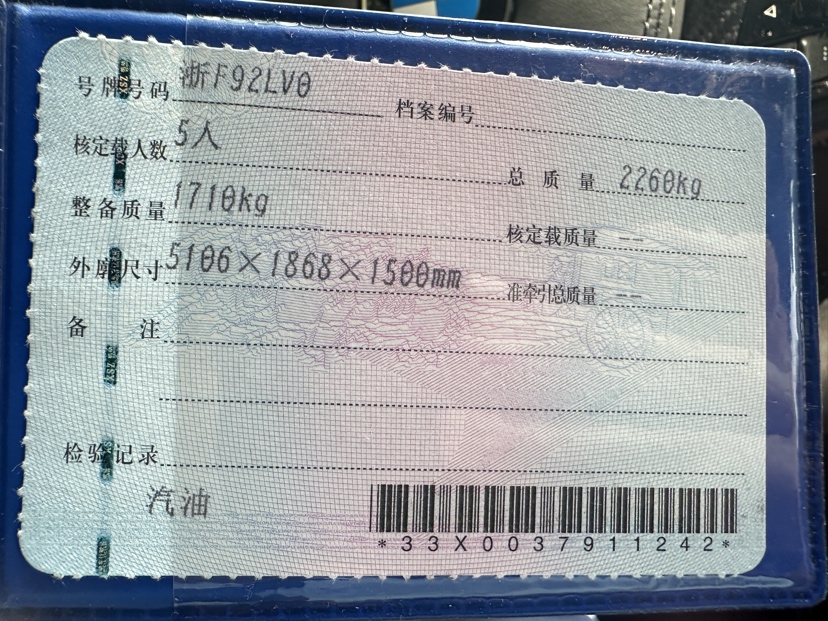 号牌号码 浙F92LV0 档案编号
核定载人数 5人 总质量 2260kg
整备质量 1710kg 核定载质量 --
外廓尺寸 5106×1868×1500mm 准牵引总质量 --
备注
检验记录
汽油
*33X0037911242*